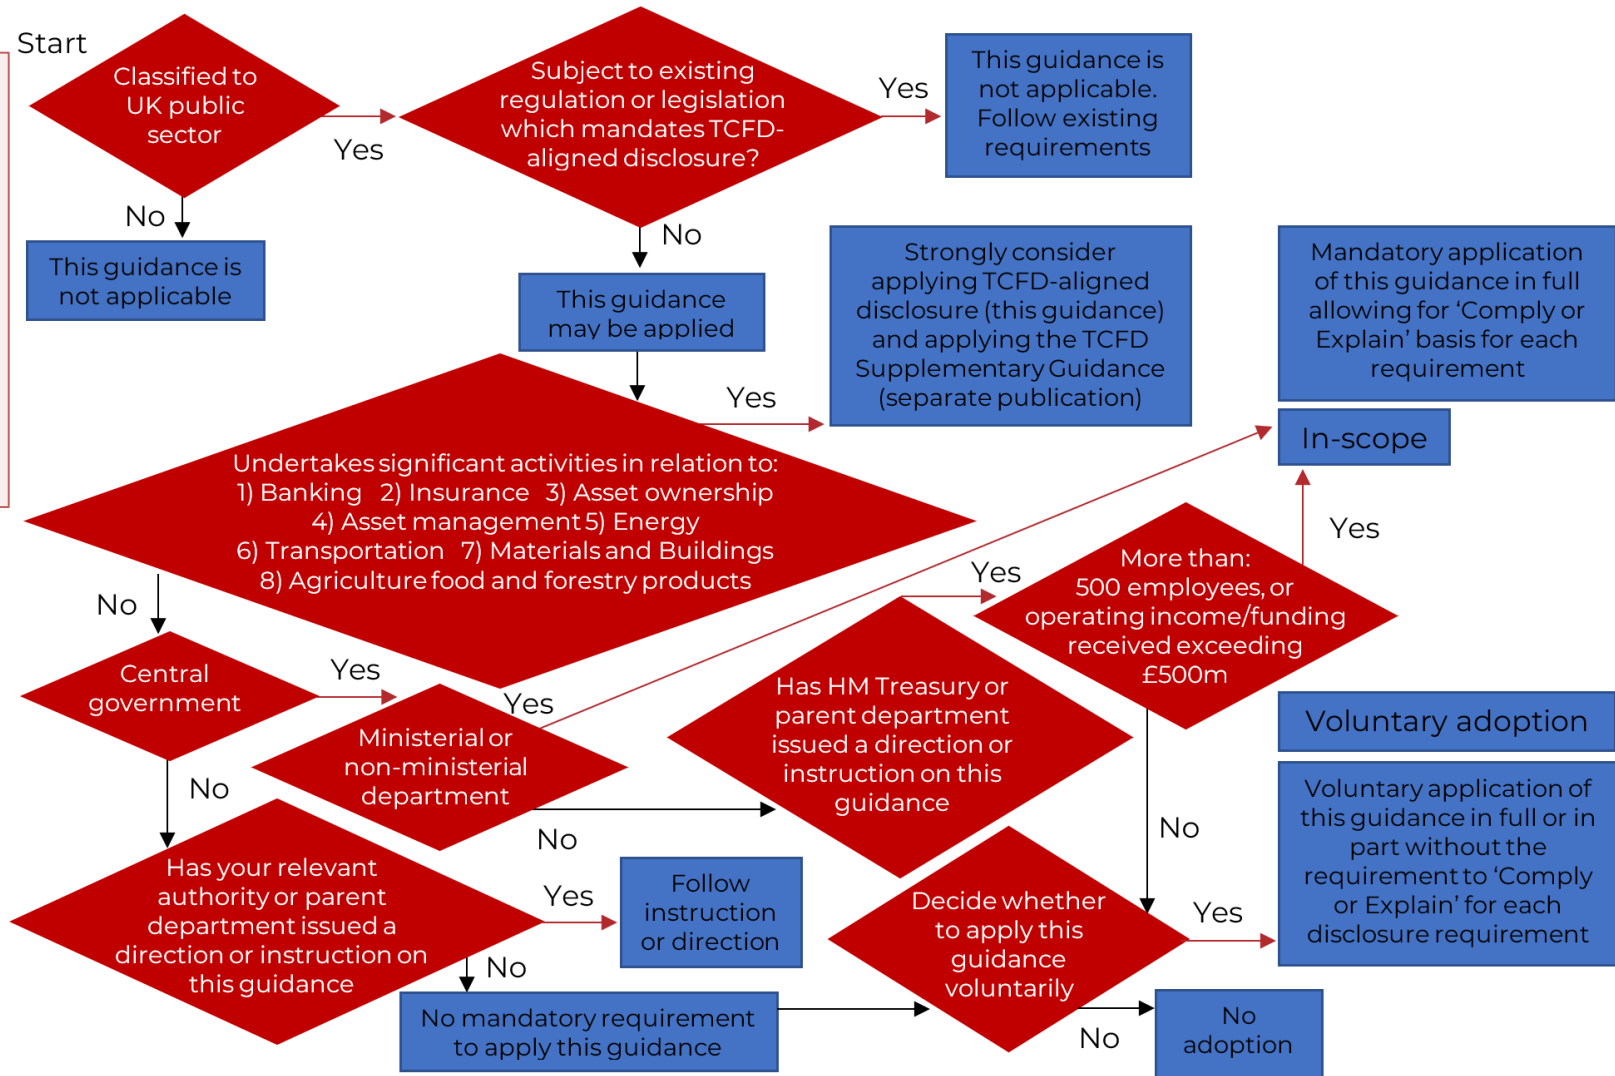 Start
Classified to
UK public
sector
Yes
No
This guidance is
not applicable
Subject to existing
regulation or legislation
which mandates TCFD-
aligned disclosure?
Yes
This guidance is
not applicable.
Follow existing
requirements
No
This guidance
may be applied
Undertakes significant activities in relation to:
1) Banking 2) Insurance 3) Asset ownership
4) Asset management 5) Energy
6) Transportation 7) Materials and Buildings
8) Agriculture food and forestry products
Yes
Strongly consider
applying TCFD-aligned
disclosure (this guidance)
and applying the TCFD
Supplementary Guidance
(separate publication)
Mandatory application
of this guidance in full
allowing for ‘Comply or
Explain’ basis for each
requirement
In-scope
No
Central
government
Yes
Ministerial or
non-ministerial
department
Yes
No
Has HM Treasury or
parent department
issued a direction or
instruction on this
guidance
Yes
More than:
500 employees, or
operating income/funding
received exceeding
£500m
Yes
No
No
Has your relevant
authority or parent
department issued a
direction or instruction on
this guidance
Yes
Follow
instruction
or direction
No
No mandatory requirement
to apply this guidance
Decide whether
to apply this
guidance
voluntarily
Yes
Voluntary adoption
Voluntary application of
this guidance in full or in
part without the
requirement to ‘Comply
or Explain’ for each
disclosure requirement
No
No
adoption